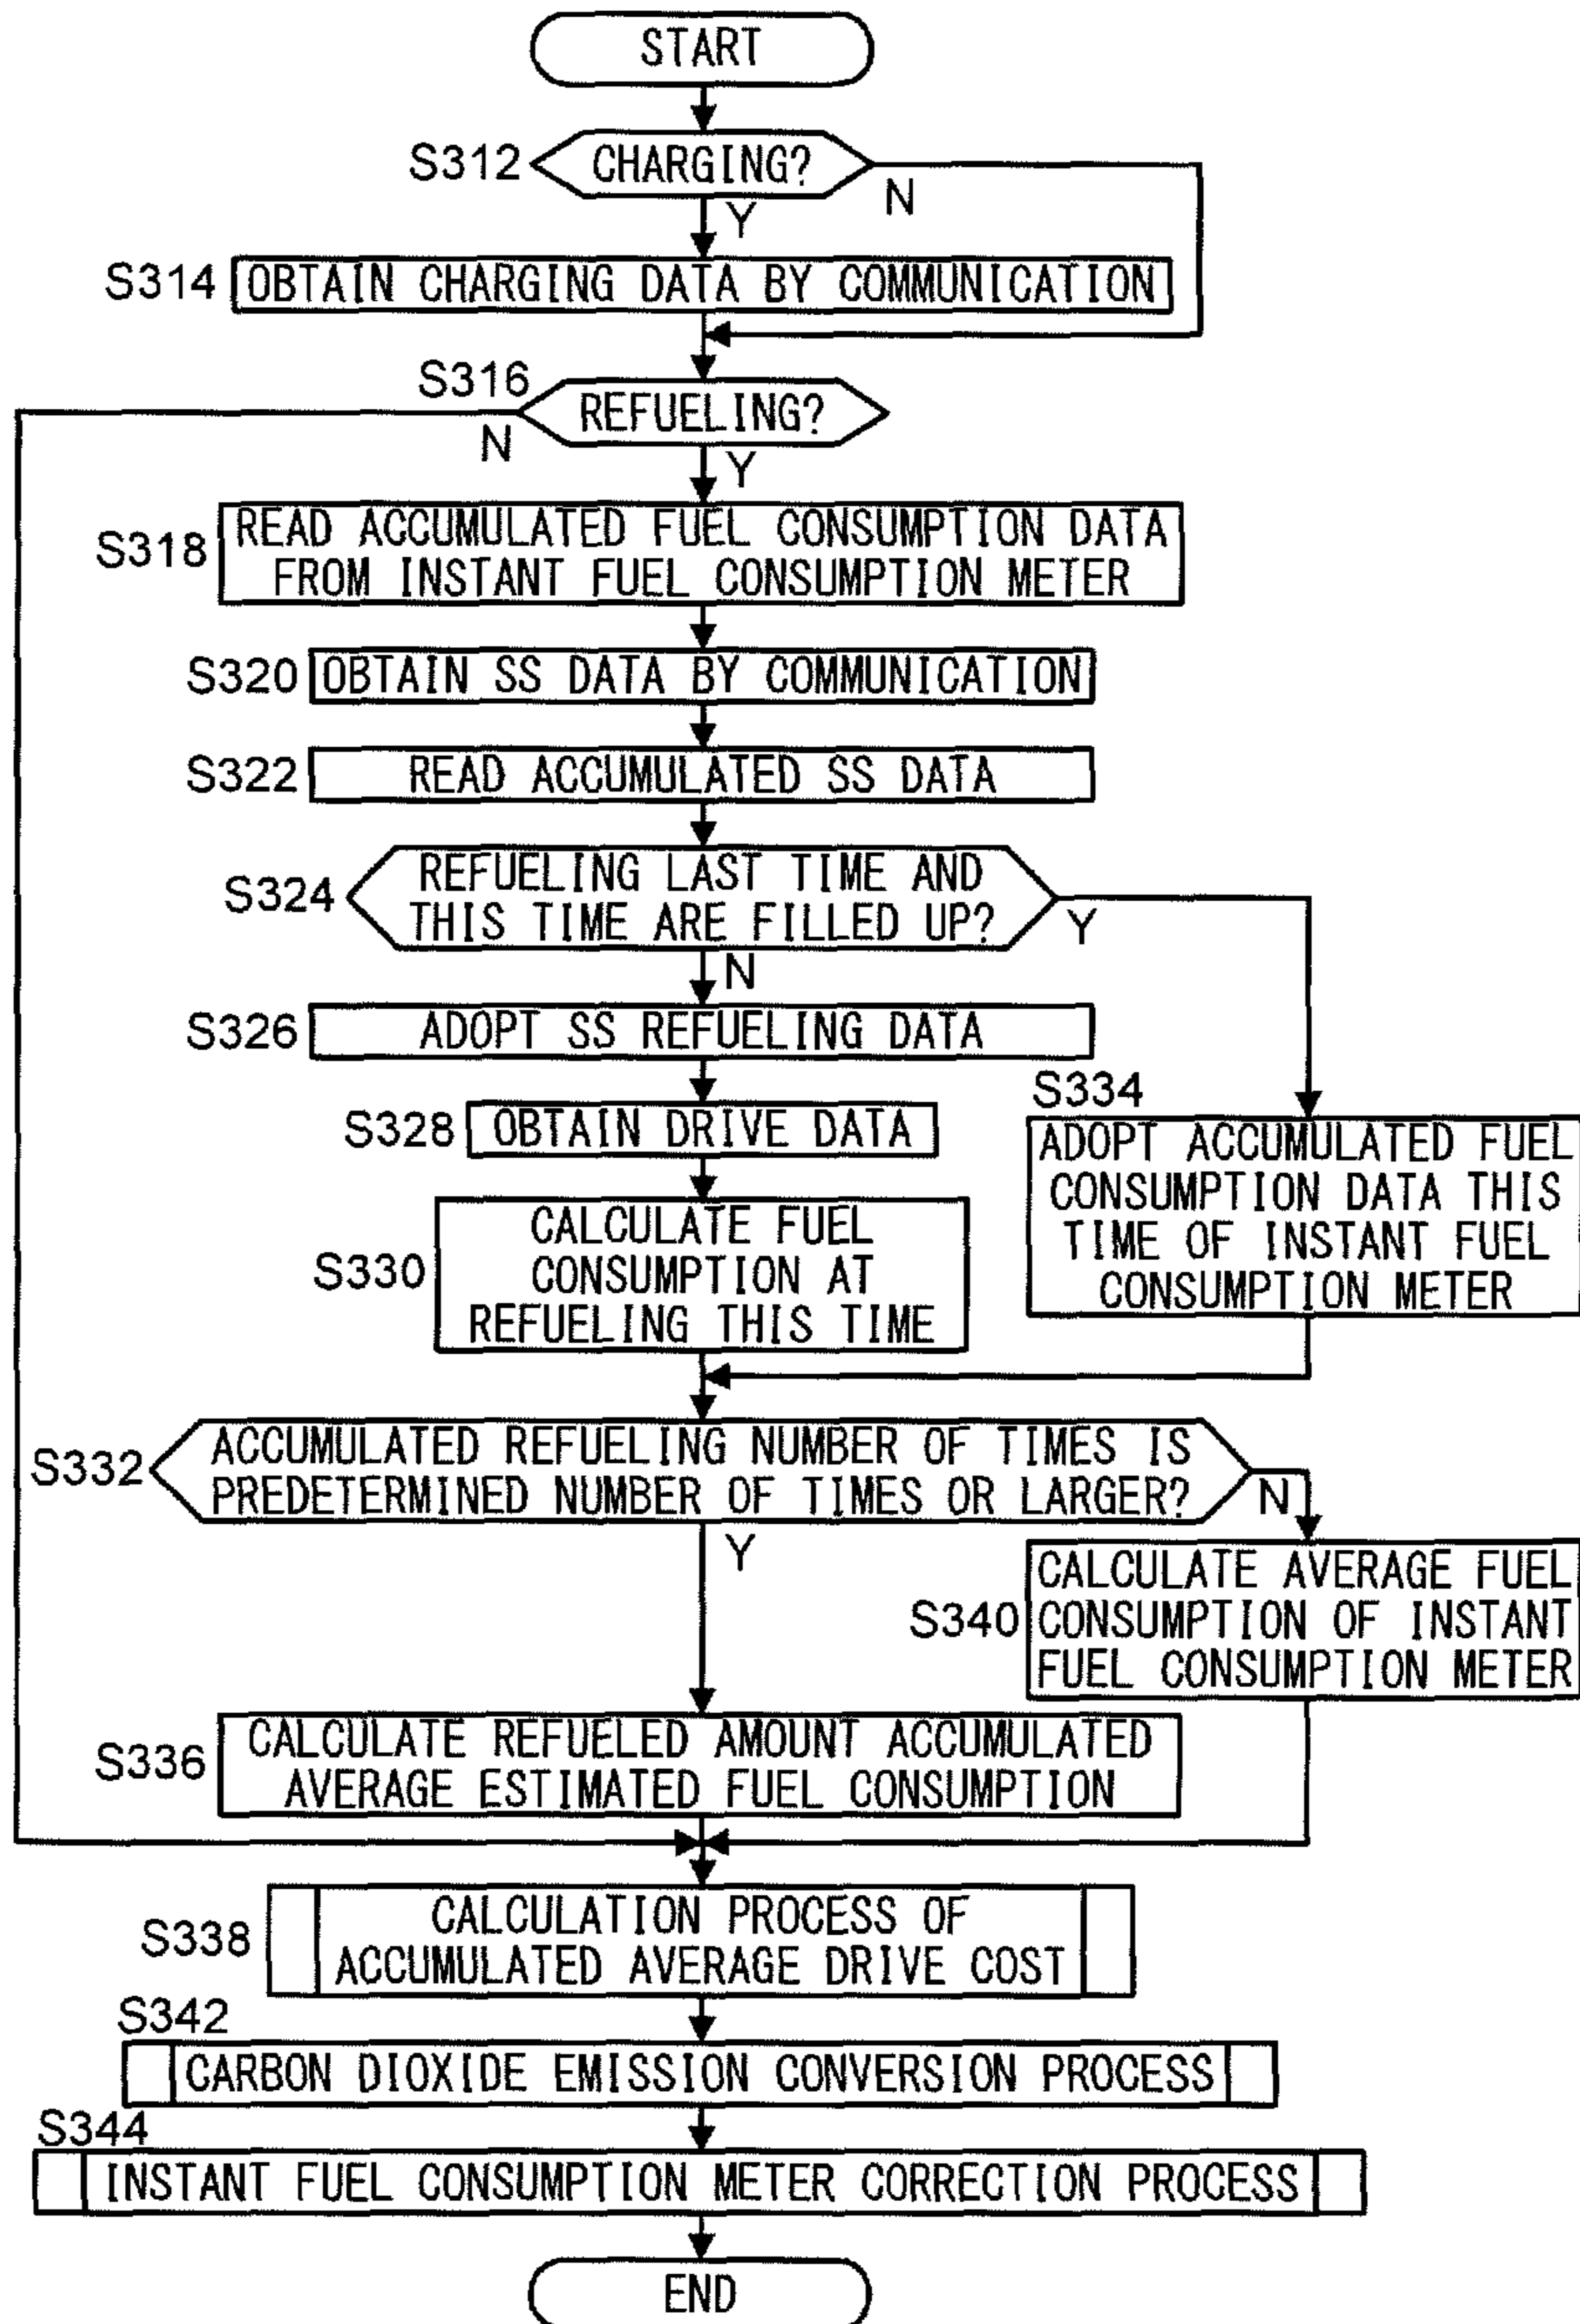 START
S312
CHARGING?
N
Y
S314
OBTAIN CHARGING DATA BY COMMUNICATION
S316
REFUELING?
N
Y
S318
READ ACCUMULATED FUEL CONSUMPTION DATA
FROM INSTANT FUEL CONSUMPTION METER
S320
OBTAIN SS DATA BY COMMUNICATION
S322
READ ACCUMULATED SS DATA
S324
REFUELING LAST TIME AND
THIS TIME ARE FILLED UP?
Y
N
S326
ADOPT SS REFUELING DATA
S328
OBTAIN DRIVE DATA
S334
ADOPT ACCUMULATED FUEL
CONSUMPTION DATA THIS
TIME OF INSTANT FUEL
CONSUMPTION METER
S330
CALCULATE FUEL
CONSUMPTION AT
REFUELING THIS TIME
S332
ACCUMULATED REFUELING NUMBER OF TIMES IS
PREDETERMINED NUMBER OF TIMES OR LARGER?
N
Y
S340
CALCULATE AVERAGE FUEL
CONSUMPTION OF INSTANT
FUEL CONSUMPTION METER
S336
CALCULATE REFUELED AMOUNT ACCUMULATED
AVERAGE ESTIMATED FUEL CONSUMPTION
S338
CALCULATION PROCESS OF
ACCUMULATED AVERAGE DRIVE COST
S342
CARBON DIOXIDE EMISSION CONVERSION PROCESS
S344
INSTANT FUEL CONSUMPTION METER CORRECTION PROCESS
END